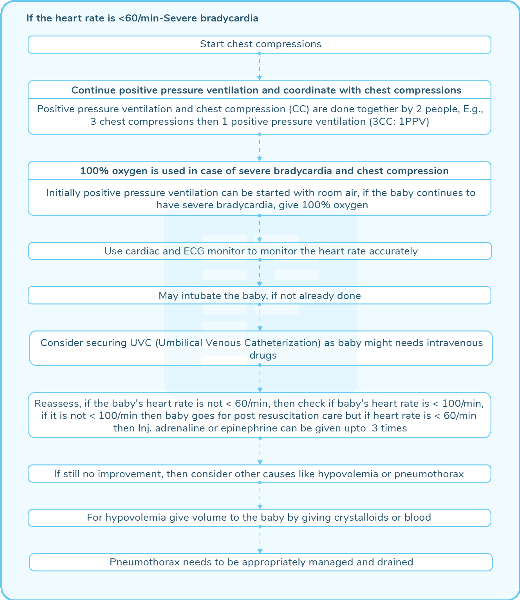 If the heart rate is <60/min-Severe bradycardia
Start chest compressions
Continue positive pressure ventilation and coordinate with chest compressions
Positive pressure ventilation and chest compression (CC) are done together by 2 people, E.g.,
3 chest compressions then 1 positive pressure ventilation (3CC: 1PPV)
100% oxygen is used in case of severe bradycardia and chest compression
Initially positive pressure ventilation can be started with room air, if the baby continues to
have severe bradycardia, give 100% oxygen
Use cardiac and ECG monitor to monitor the heart rate accurately
May intubate the baby, if not already done
Consider securing UVC (Umbilical Venous Catheterization) as baby might needs intravenous
drugs
Reassess, if the baby's heart rate is not < 60/min, then check if baby's heart rate is < 100/min,
if it is not < 100/min then baby goes for post resuscitation care but if heart rate is < 60/min
then Inj. adrenaline or epinephrine can be given upto 3 times
If still no improvement, then consider other causes like hypovolemia or pneumothorax
For hypovolemia give volume to the baby by giving crystalloids or blood
Pneumothorax needs to be appropriately managed and drained